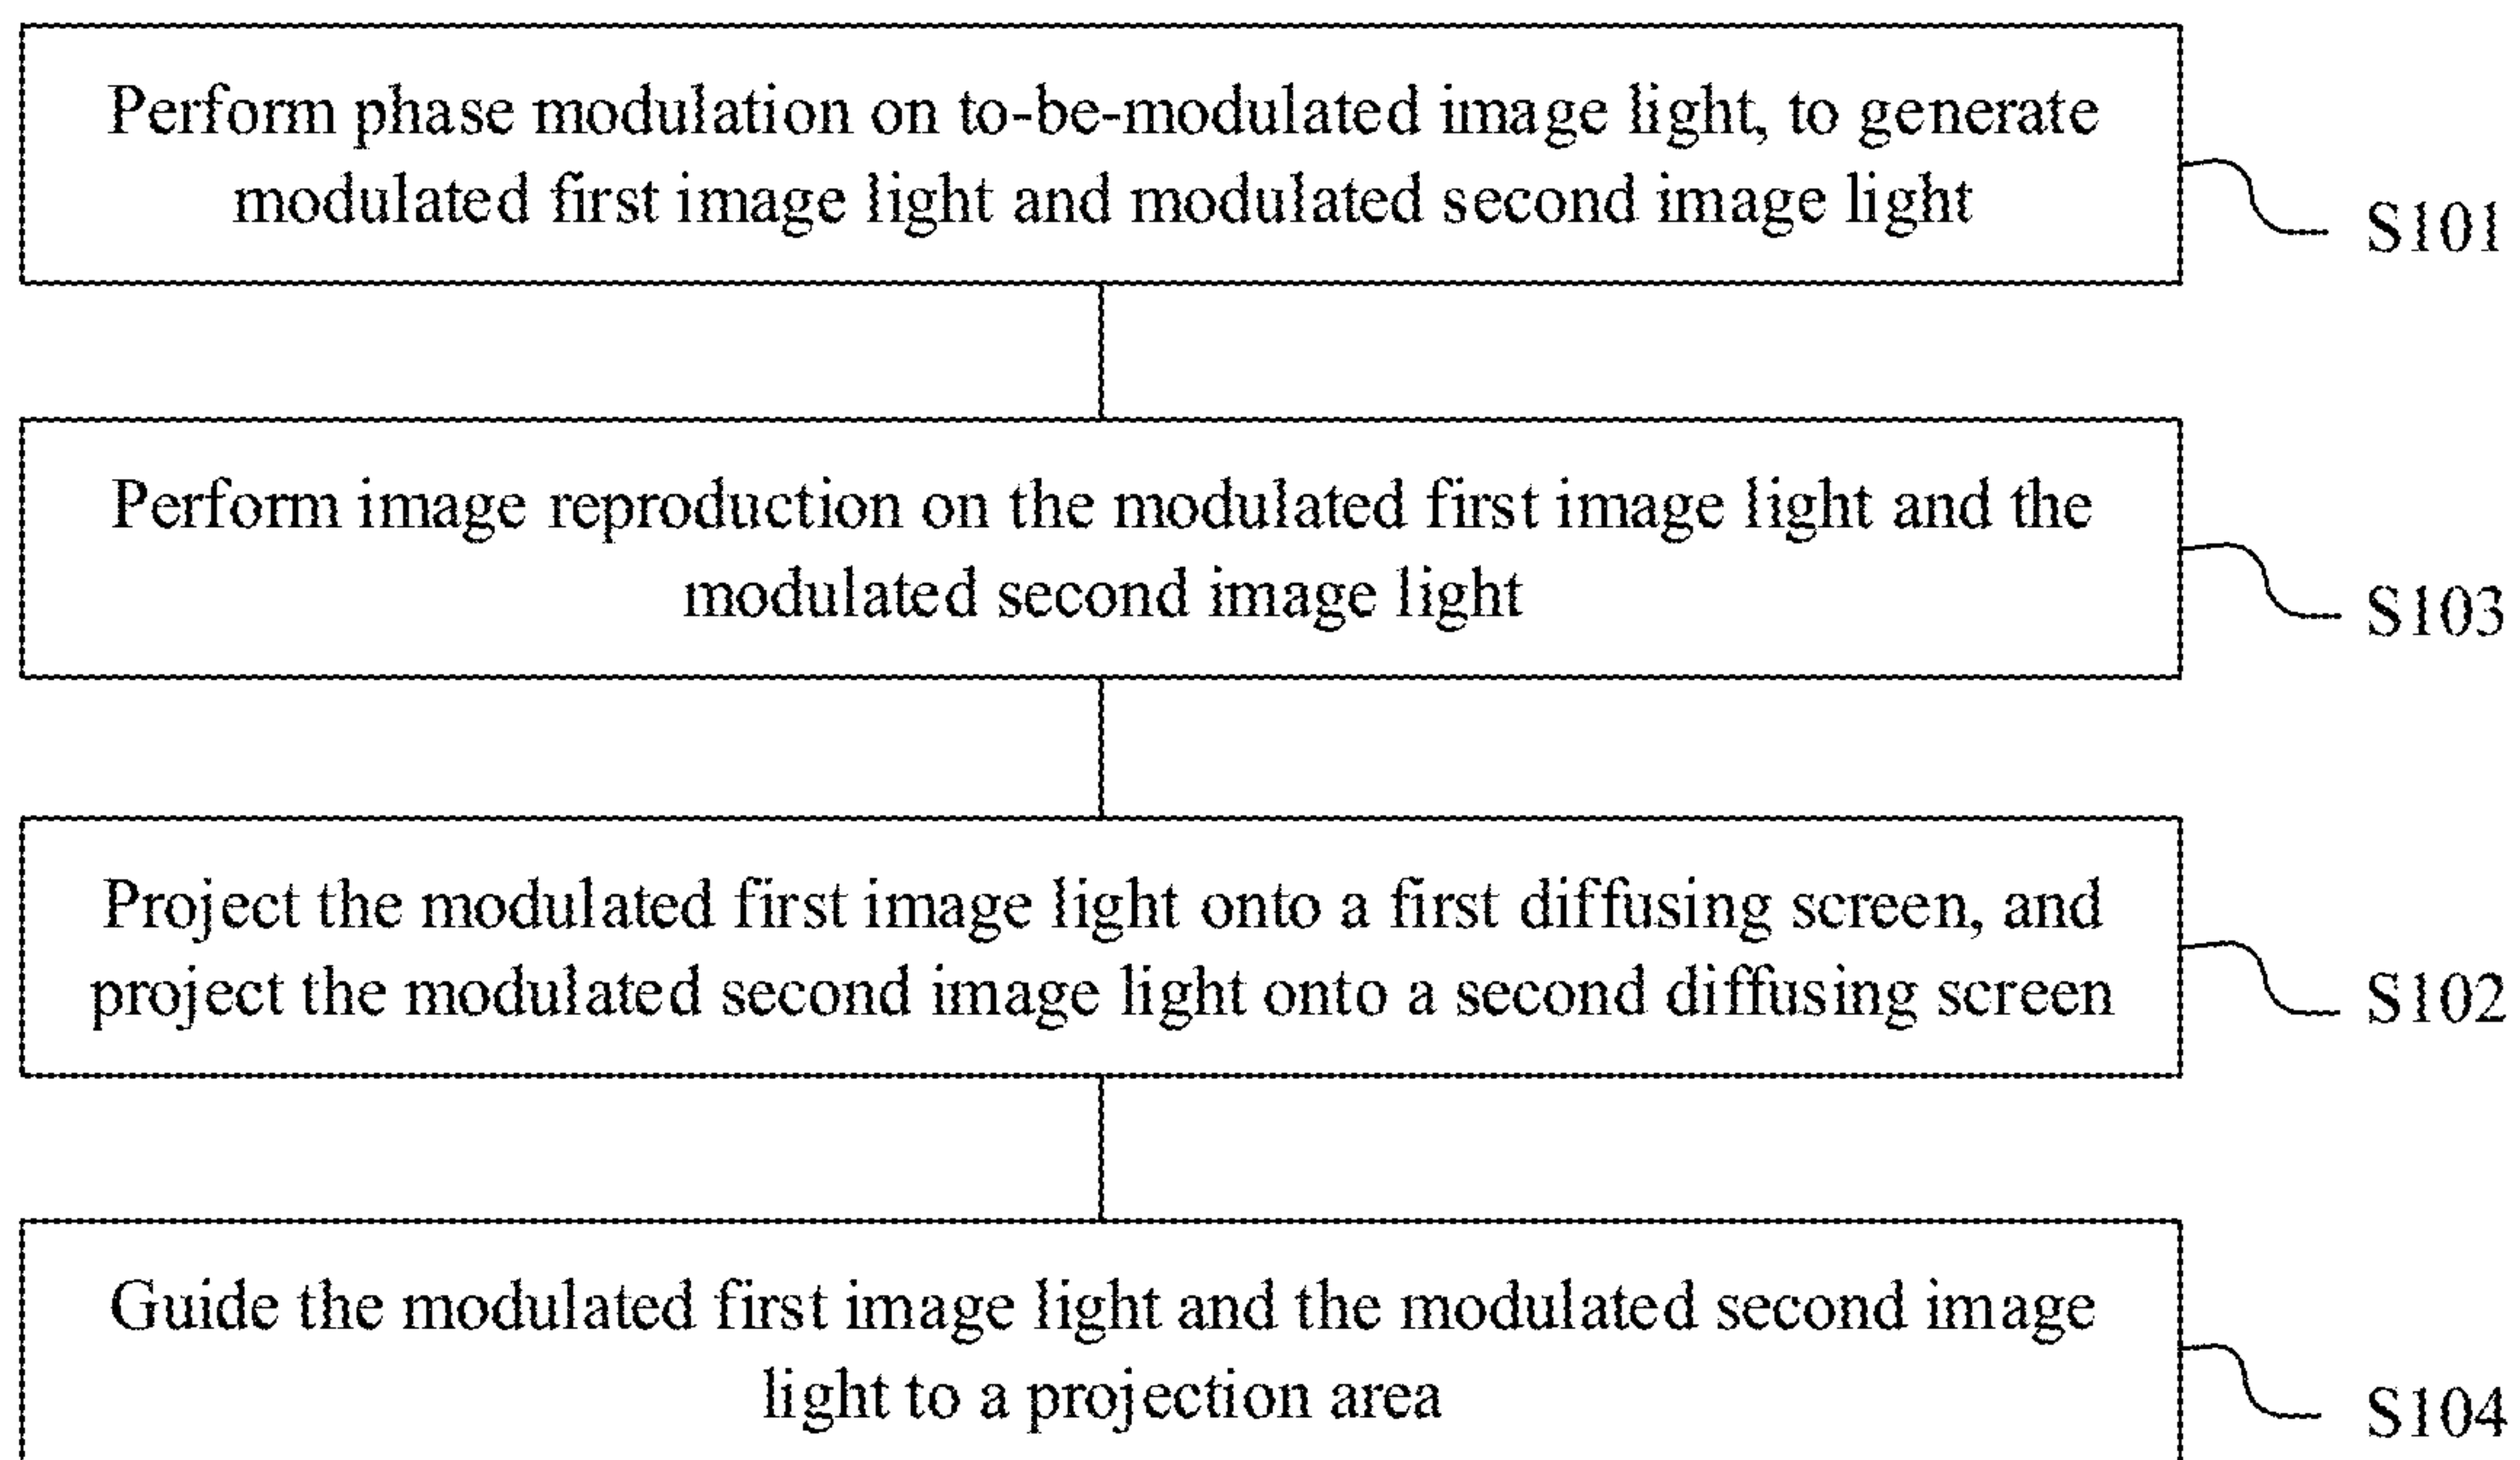 Perform phase modulation on to-be-modulated image light, to generate
modulated first image light and modulated second image light
S101
Perform image reproduction on the modulated first image light and the
modulated second image light
S103
Project the modulated first image light onto a first diffusing screen, and
project the modulated second image light onto a second diffusing screen
S102
Guide the modulated first image light and the modulated second image
light to a projection area
S104